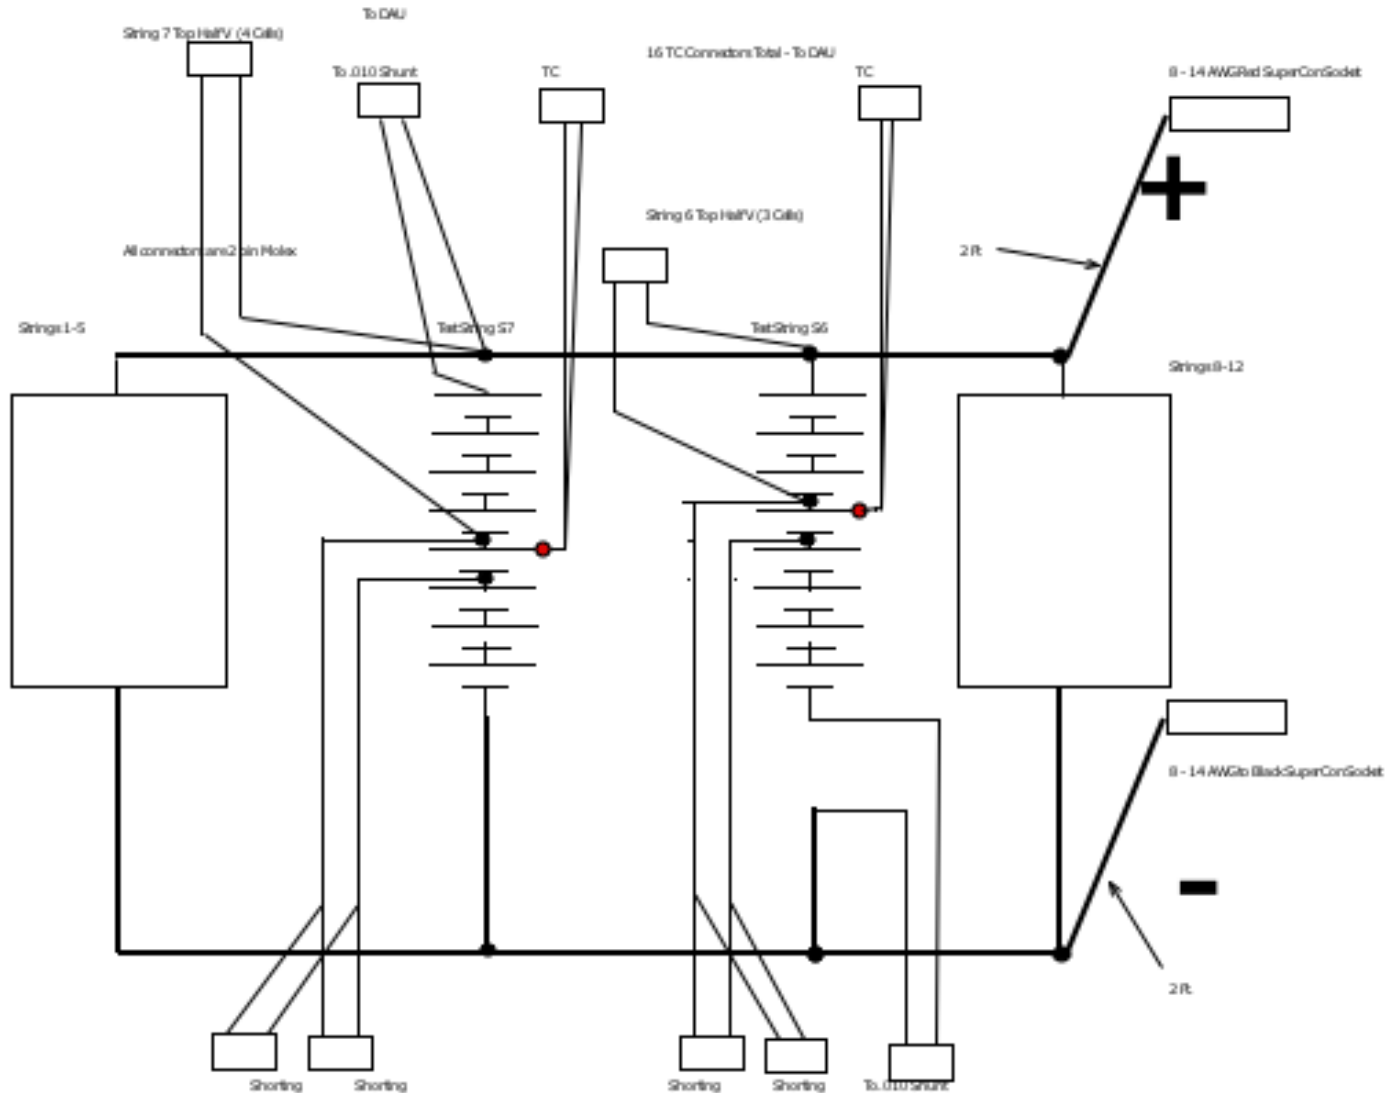 To DAU
String 7 Top Half V (4 Cells)
16 TC Connectors Total - To DAU
To .010 Shunt
TC
TC
8 - 14 AWG Red SuperCon Socket
String 6 Top Half V (3 Cells)
All connectors are 2 pin Molex
2 Ft
Strings 1-5
Test String S7
Test String S6
Strings 8-12
8 - 14 AWG to Black SuperCon Socket
2 Ft.
Shorting
Shorting
Shorting
Shorting
To .010 Shunt